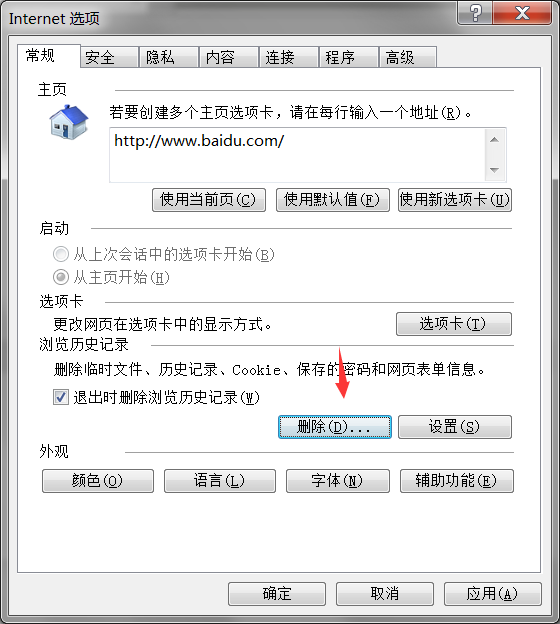 Internet 选项
常规 安全 隐私 内容 连接 程序 高级
主页
若要创建多个主页选项卡，请在每行输入一个地址(R)。
http://www.baidu.com/
使用当前页(C) 使用默认值(F) 使用新选项卡(U)
启动
从上次会话中的选项卡开始(B)
从主页开始(H)
选项卡
更改网页在选项卡中的显示方式。 选项卡(T)
浏览历史记录
删除临时文件、历史记录、Cookie、保存的密码和网页表单信息。
退出时删除浏览历史记录(W)
删除(D)... 设置(S)
外观
颜色(O) 语言(L) 字体(N) 辅助功能(E)
确定 取消 应用(A)